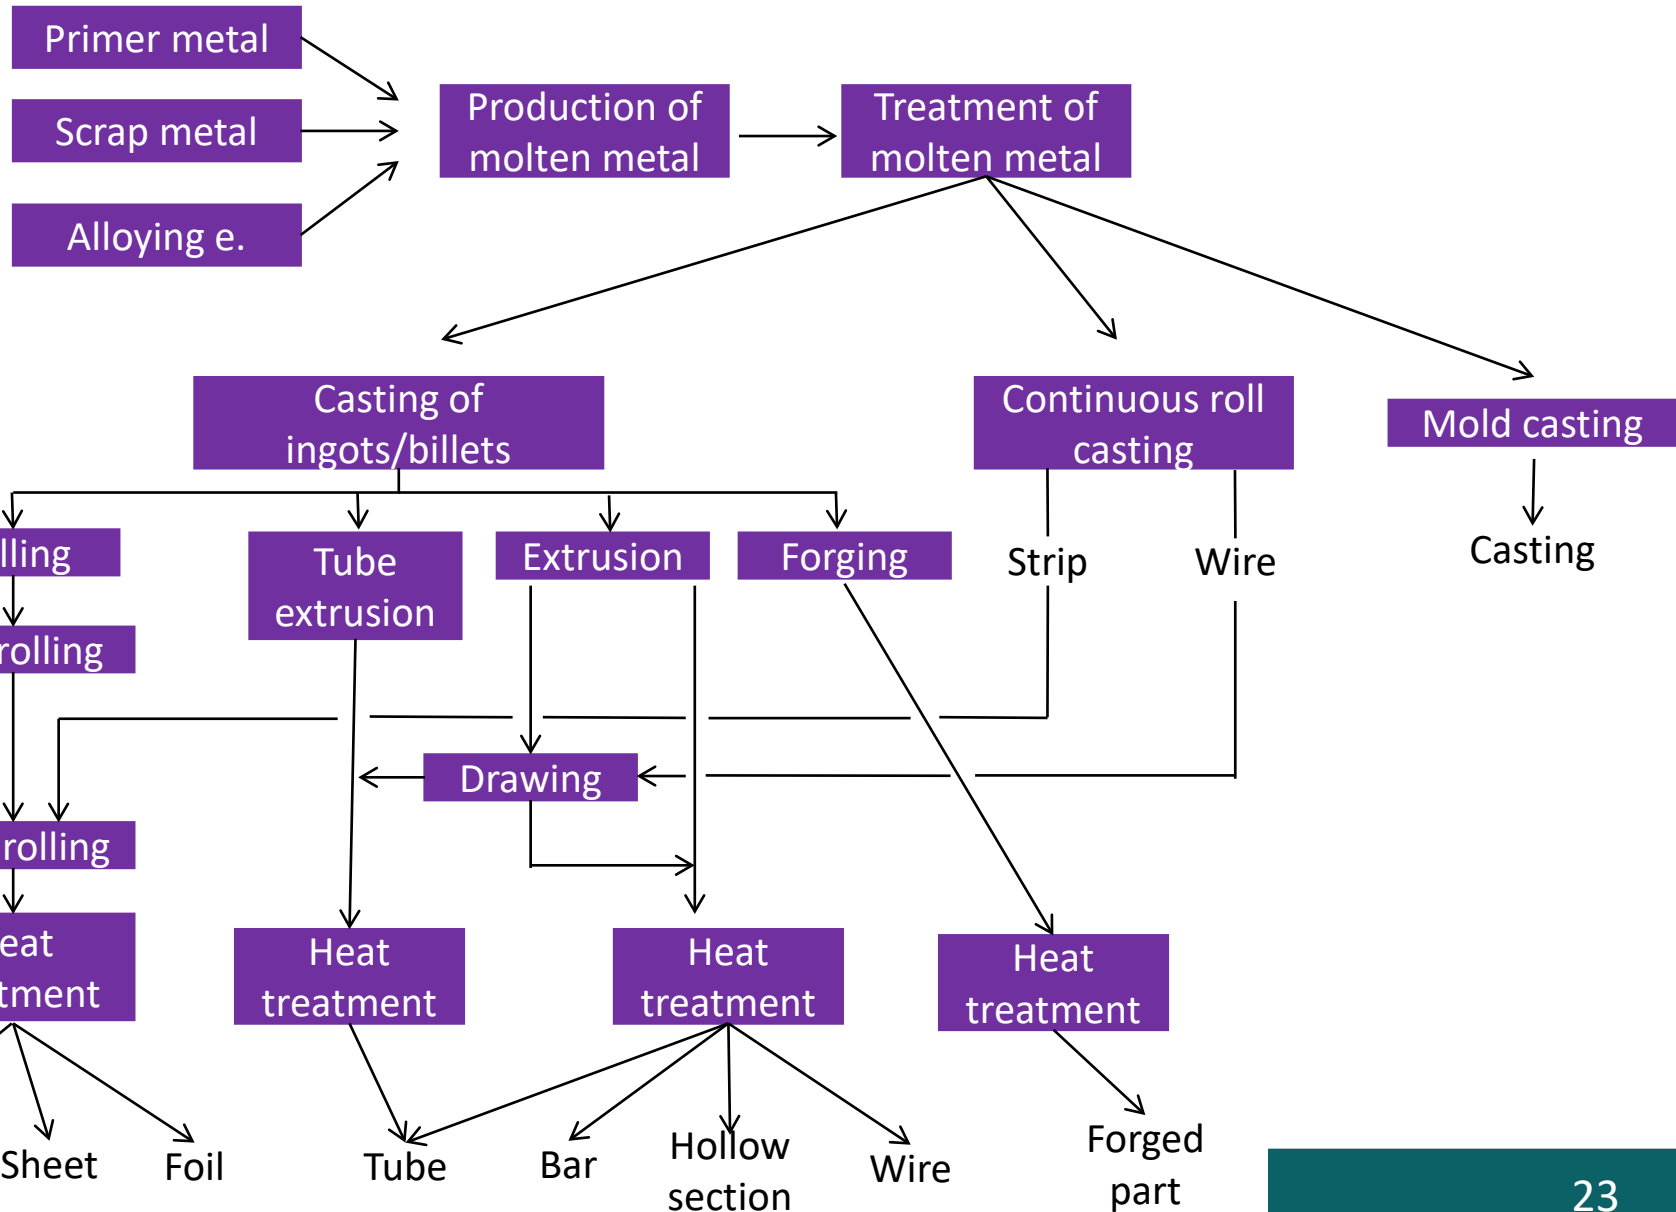 Primer metal
Scrap metal
Alloying e.
Production of
molten metal
Treatment of
molten metal
Casting of
ingots/billets
Continuous roll
casting
Mold casting
lling
Tube
extrusion
Extrusion
Forging
Strip
Wire
Casting
rolling
Drawing
rolling
eat
tment
Heat
treatment
Heat
treatment
Heat
treatment
Sheet
Foil
Tube
Bar
Hollow
section
Wire
Forged
part
23